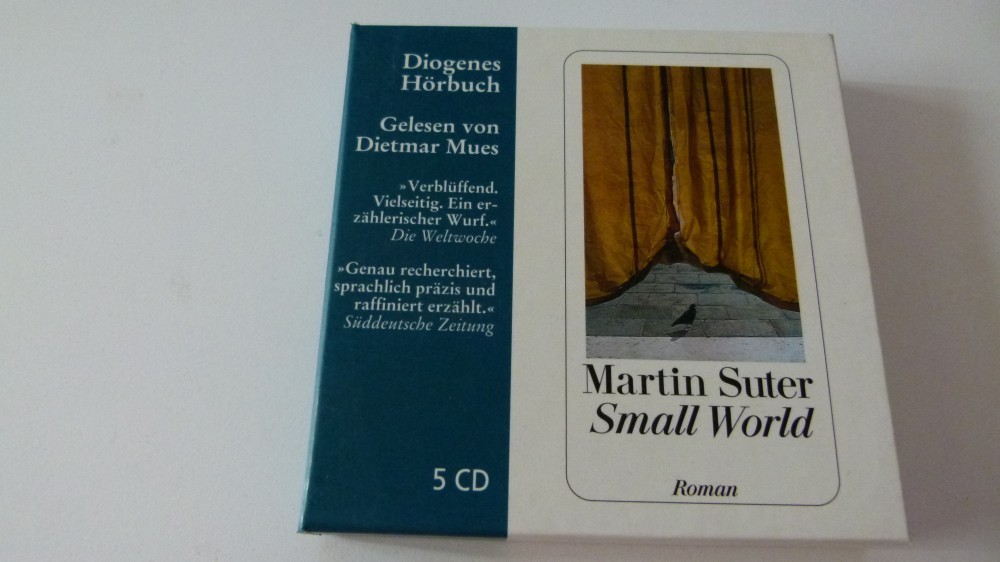 Diogenes
Hörbuch
Gelesen von
Dietmar Mues
»Verblüffend.
Vielseitig. Ein er-
zählerischer Wurf.«
Die Weltwoche
»Genau recherchiert,
sprachlich präzis und
raffiniert erzählt.«
Süddeutsche Zeitung
5 CD
Martin Suter
Small World
Roman